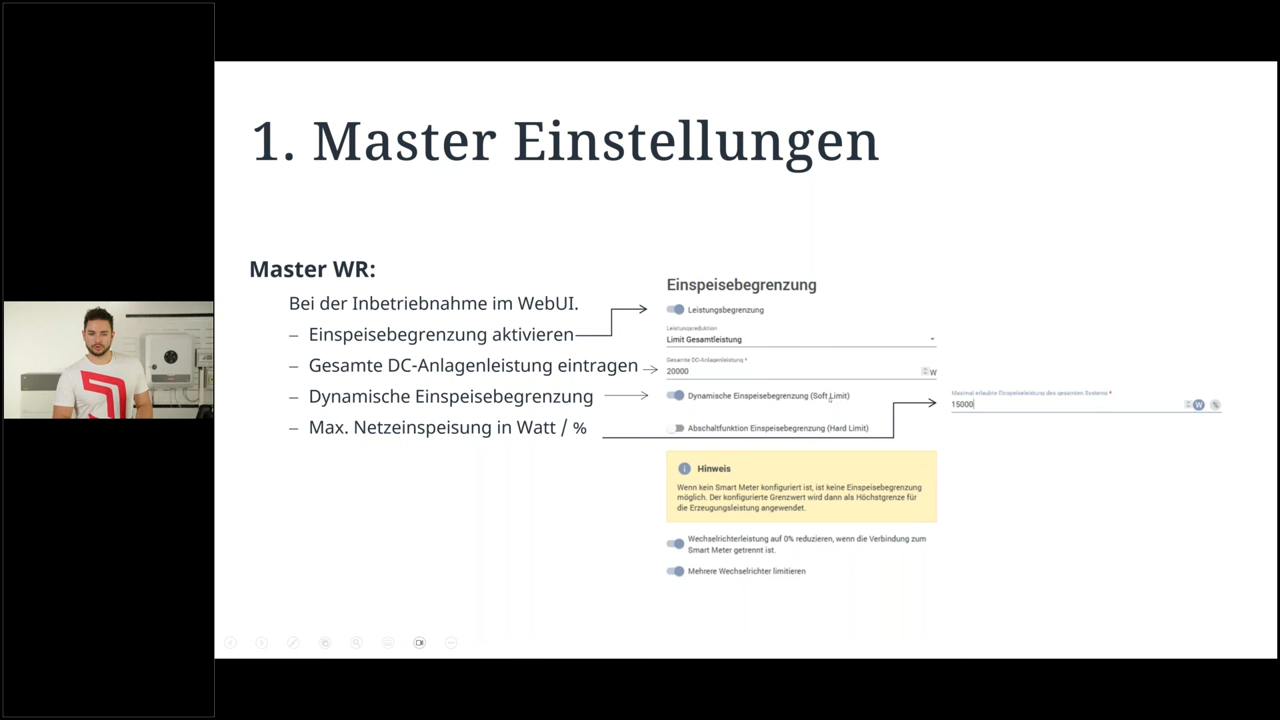 1. Master Einstellungen
Master WR:
Bei der Inbetriebnahme im WebUI.
– Einspeisebegrenzung aktivieren
– Gesamte DC-Anlagenleistung eintragen
– Dynamische Einspeisebegrenzung
– Max. Netzeinspeisung in Watt / %
Einspeisebegrenzung
Leistungsbegrenzung
Leistungsreduktion
Limit Gesamtleistung
Gesamte DC-Anlagenleistung *
20000
W
Dynamische Einspeisebegrenzung (Soft Limit)
Maximal erlaubte Einspeiseleistung des gesamten Systems *
15000
W %
Abschaltfunktion Einspeisebegrenzung (Hard Limit)
Hinweis
Wenn kein Smart Meter konfiguriert ist, ist keine Einspeisebegrenzung
möglich. Der konfigurierte Grenzwert wird dann als Höchstgrenze für
die Erzeugungsleistung angewendet.
Wechselrichterleistung auf 0% reduzieren, wenn die Verbindung zum
Smart Meter getrennt ist.
Mehrere Wechselrichter limitieren